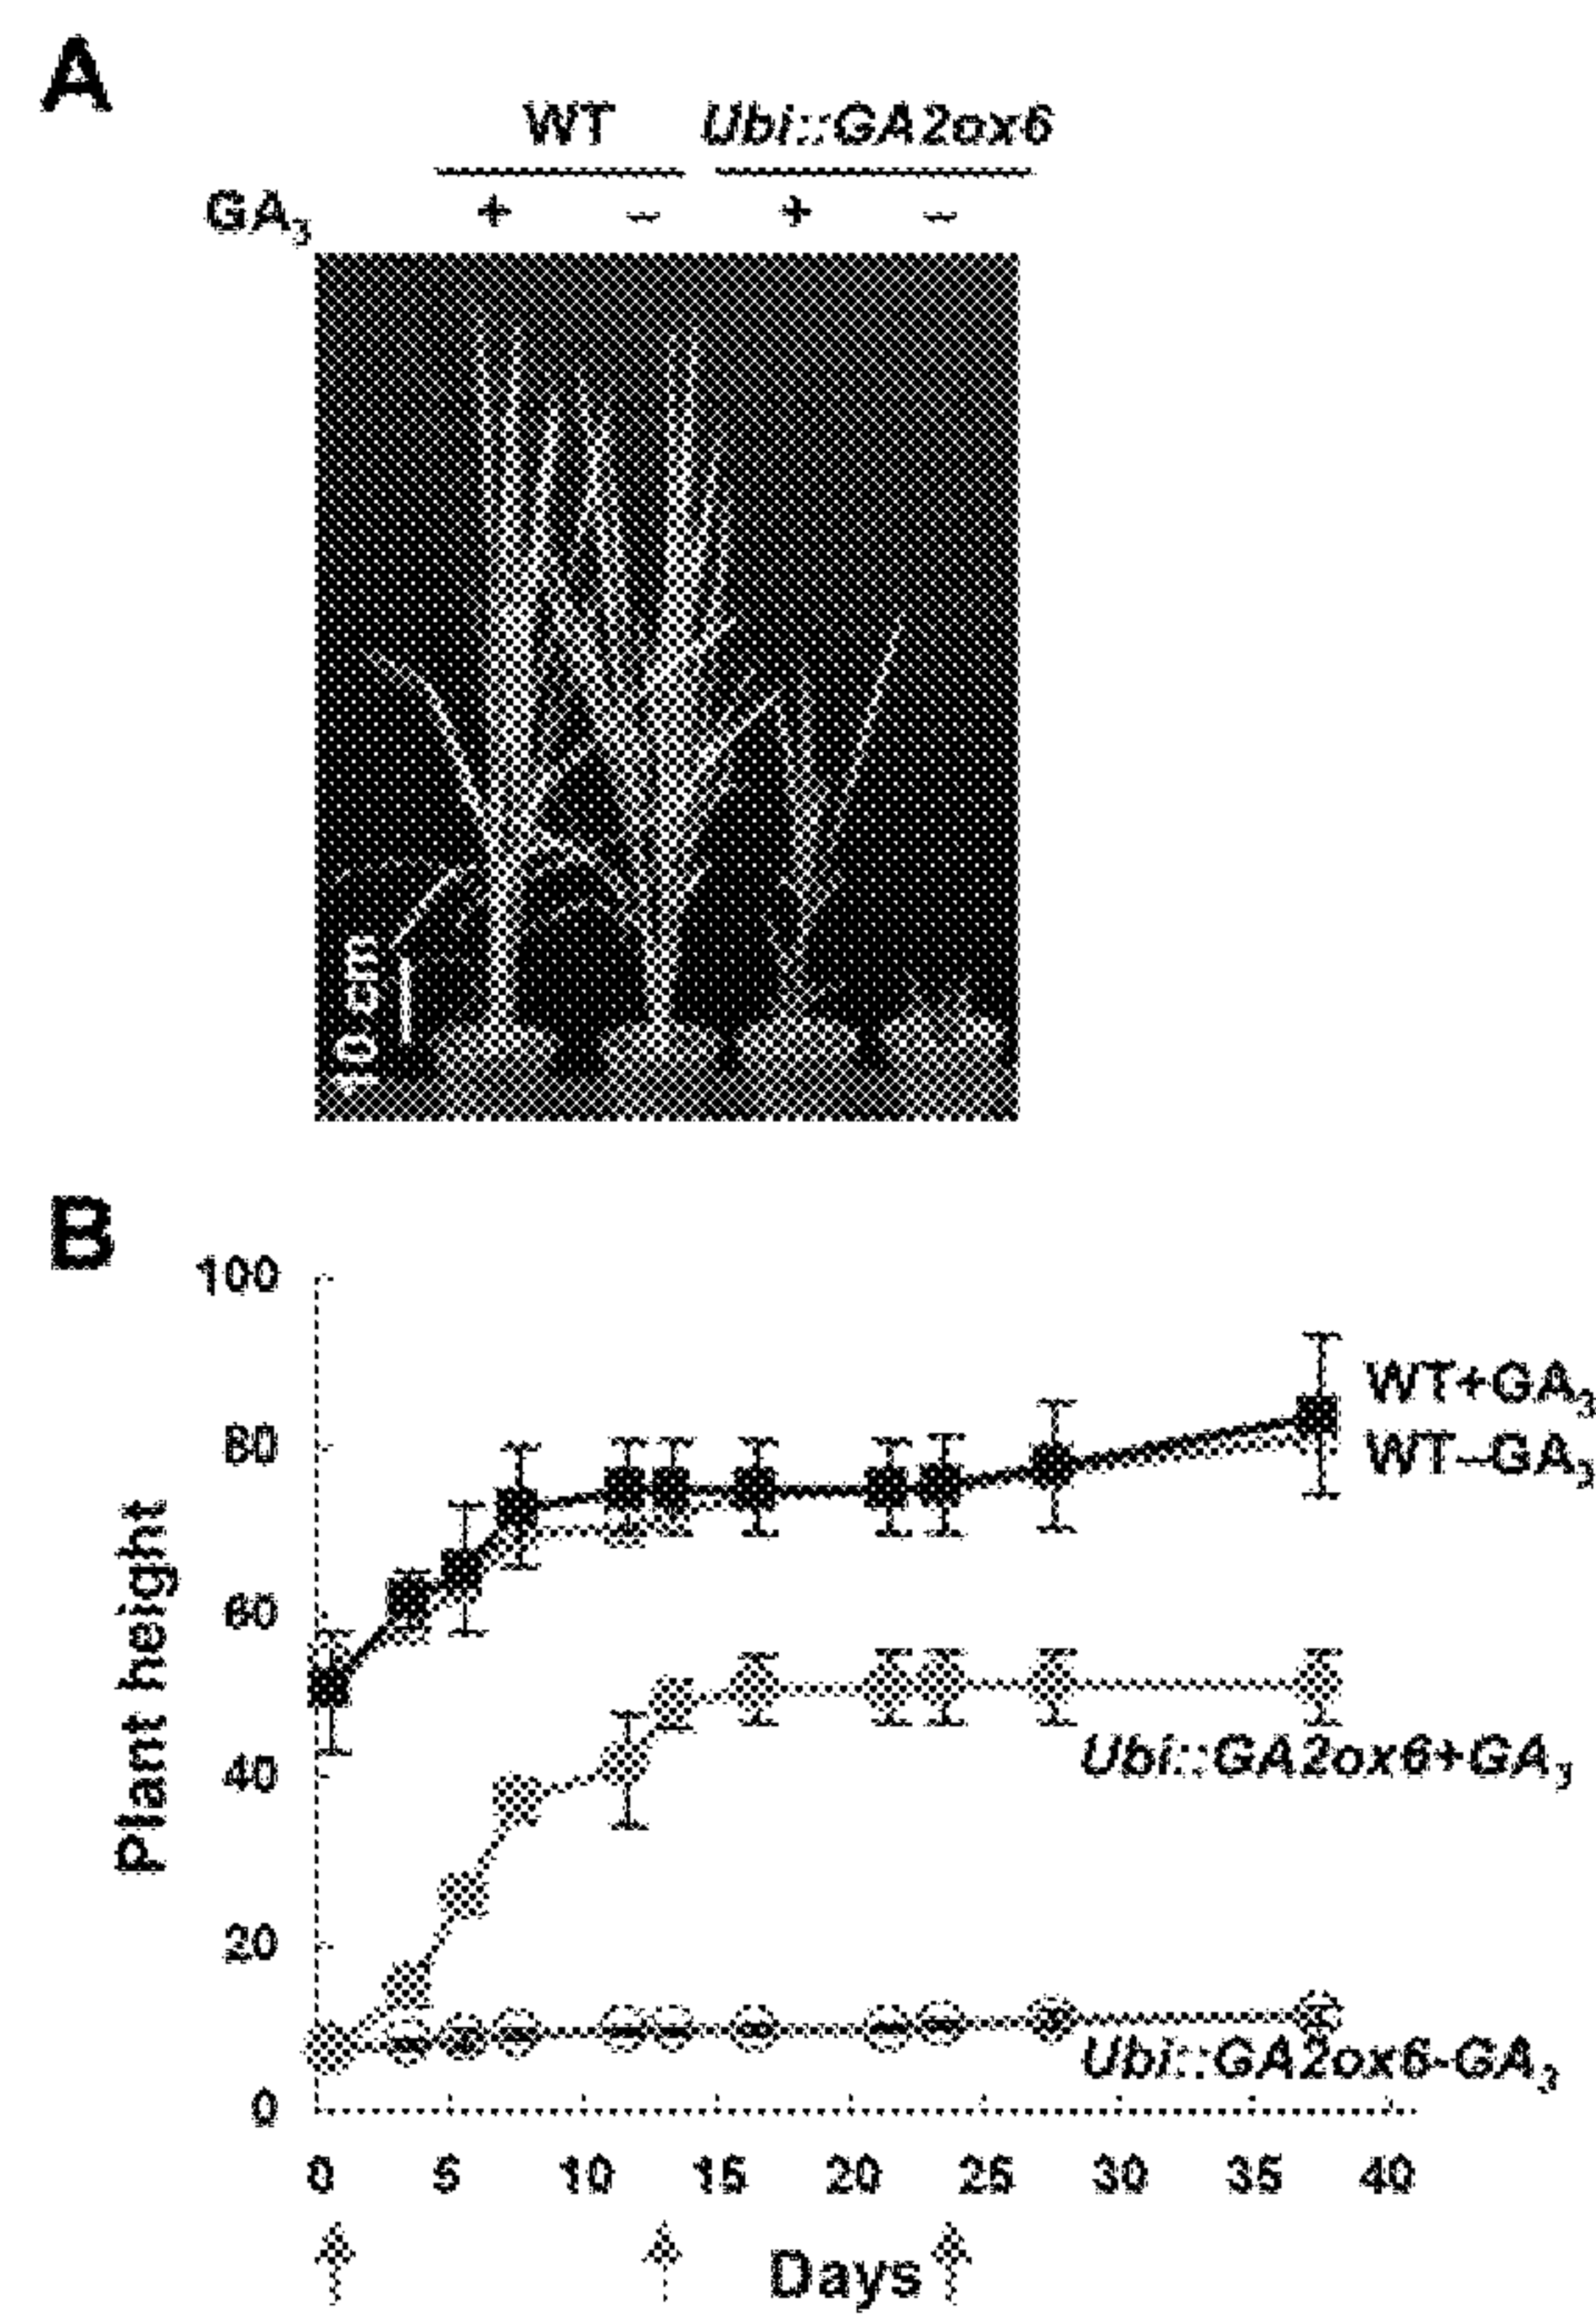 A
WT Ubi::GA2ox6
GA3 + – + –
10 cm
B
100
80
60
40
20
0
Plant height
WT+GA3
WT–GA3
Ubi::GA2ox6+GA3
Ubi::GA2ox6-GA3
0 5 10 15 20 25 30 35 40
Days